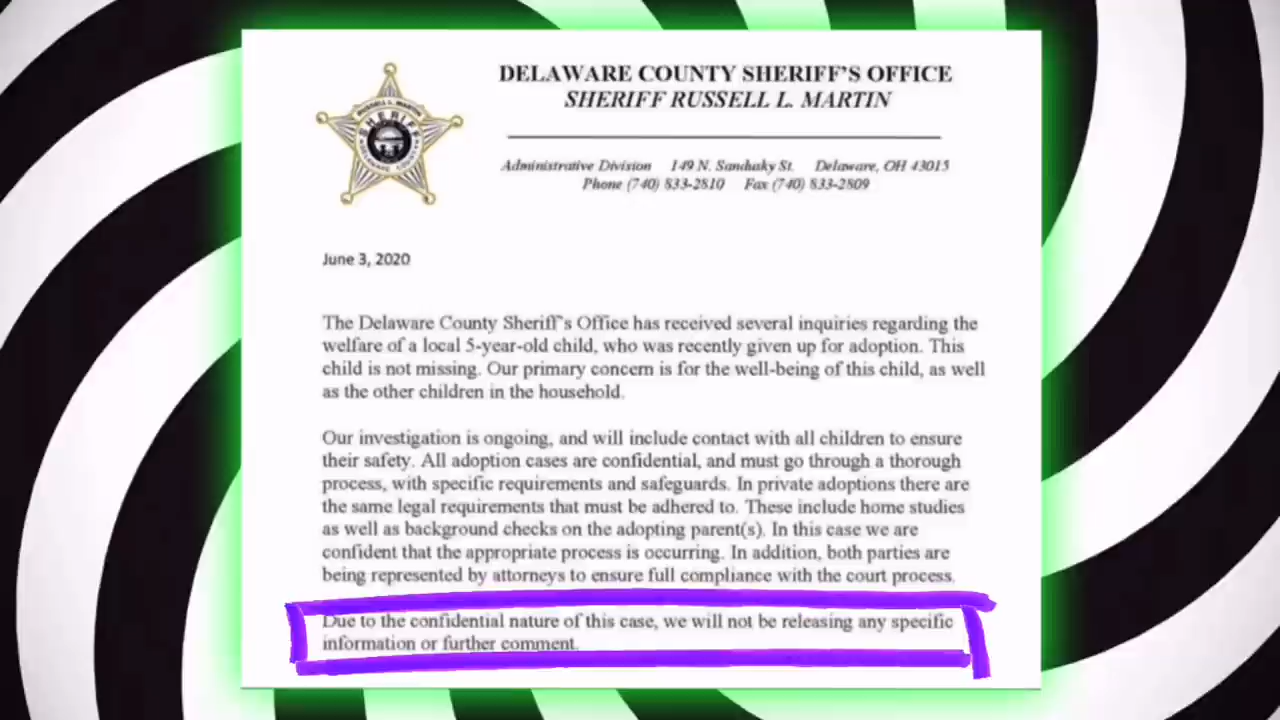 DELAWARE COUNTY SHERIFF'S OFFICE
SHERIFF RUSSELL L. MARTIN
Administrative Division 149 N. Sandusky St. Delaware, OH 43015
Phone (740) 833-2810 Fax (740) 833-2809
RUSSELL L. MARTIN
SHERIFF
June 3, 2020
The Delaware County Sheriff's Office has received several inquiries regarding the
welfare of a local 5-year-old child, who was recently given up for adoption. This
child is not missing. Our primary concern is for the well-being of this child, as well
as the other children in the household.
Our investigation is ongoing, and will include contact with all children to ensure
their safety. All adoption cases are confidential, and must go through a thorough
process, with specific requirements and safeguards. In private adoptions there are
the same legal requirements that must be adhered to. These include home studies
as well as background checks on the adopting parent(s). In this case we are
confident that the appropriate process is occurring. In addition, both parties are
being represented by attorneys to ensure full compliance with the court process.
Due to the confidential nature of this case, we will not be releasing any specific
information or further comment.